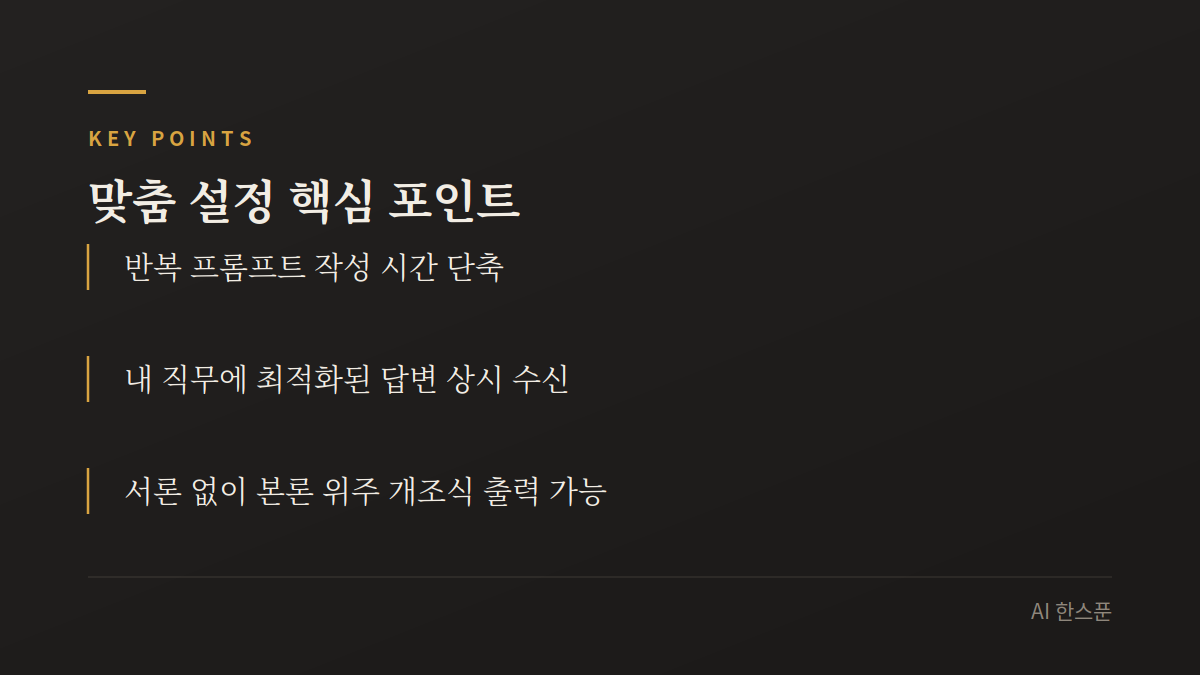 KEY POINTS
맞춤 설정 핵심 포인트
반복 프롬프트 작성 시간 단축
내 직무에 최적화된 답변 상시 수신
서론 없이 본론 위주 개조식 출력 가능
AI 한스푼